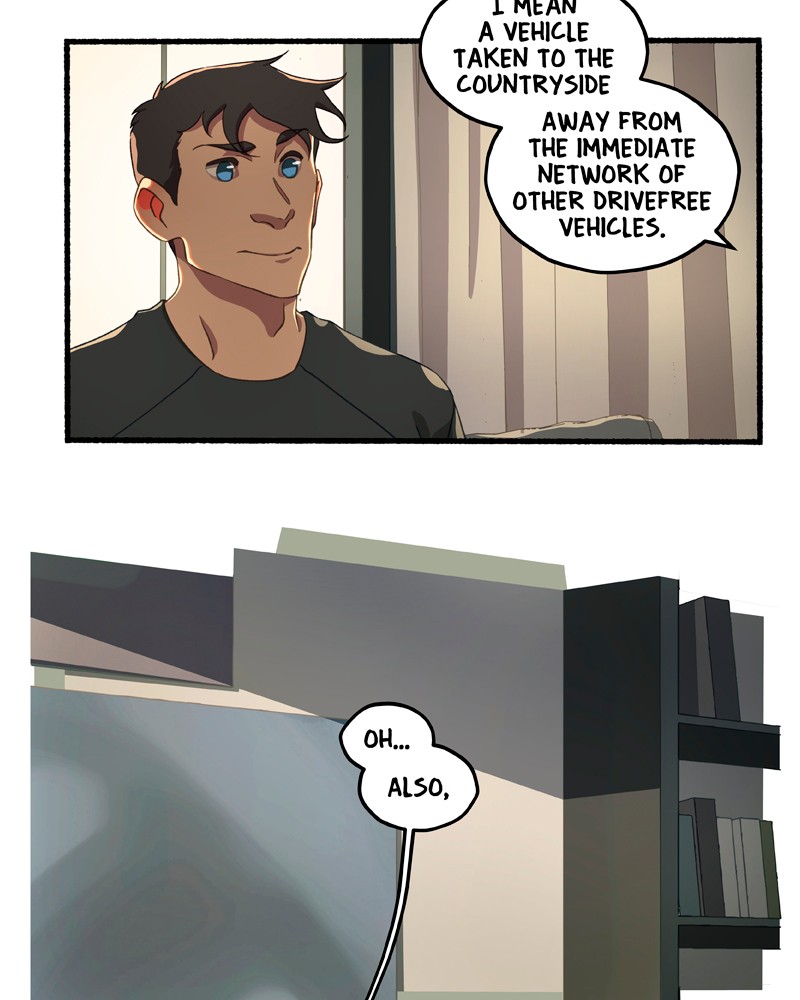 I MEAN
A VEHICLE
TAKEN TO THE
COUNTRYSIDE
AWAY FROM
THE IMMEDIATE
NETWORK OF
OTHER DRIVEFREE
VEHICLES.
OH...
ALSO,